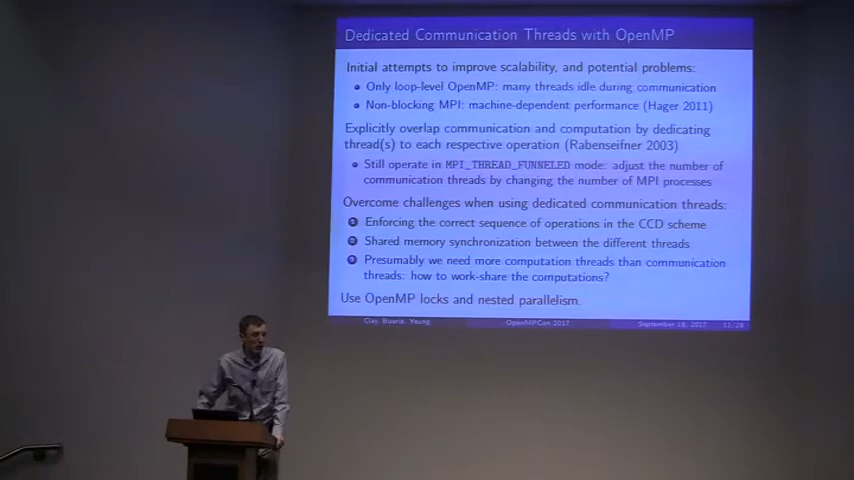 Dedicated Communication Threads with OpenMP
Initial attempts to improve scalability, and potential problems:
Only loop-level OpenMP: many threads idle during communication
Non-blocking MPI: machine-dependent performance (Hager 2011)
Explicitly overlap communication and computation by dedicating
thread(s) to each respective operation (Rabenseifner 2003)
Still operate in MPI_THREAD_FUNNELED mode: adjust the number of
communication threads by changing the number of MPI processes
Overcome challenges when using dedicated communication threads:
1 Enforcing the correct sequence of operations in the CCD scheme
2 Shared memory synchronization between the different threads
3 Presumably we need more computation threads than communication
threads: how to work-share the computations?
Use OpenMP locks and nested parallelism.
Clay, Buaria, Yeung OpenMPCon 2017 September 18, 2017 11/28